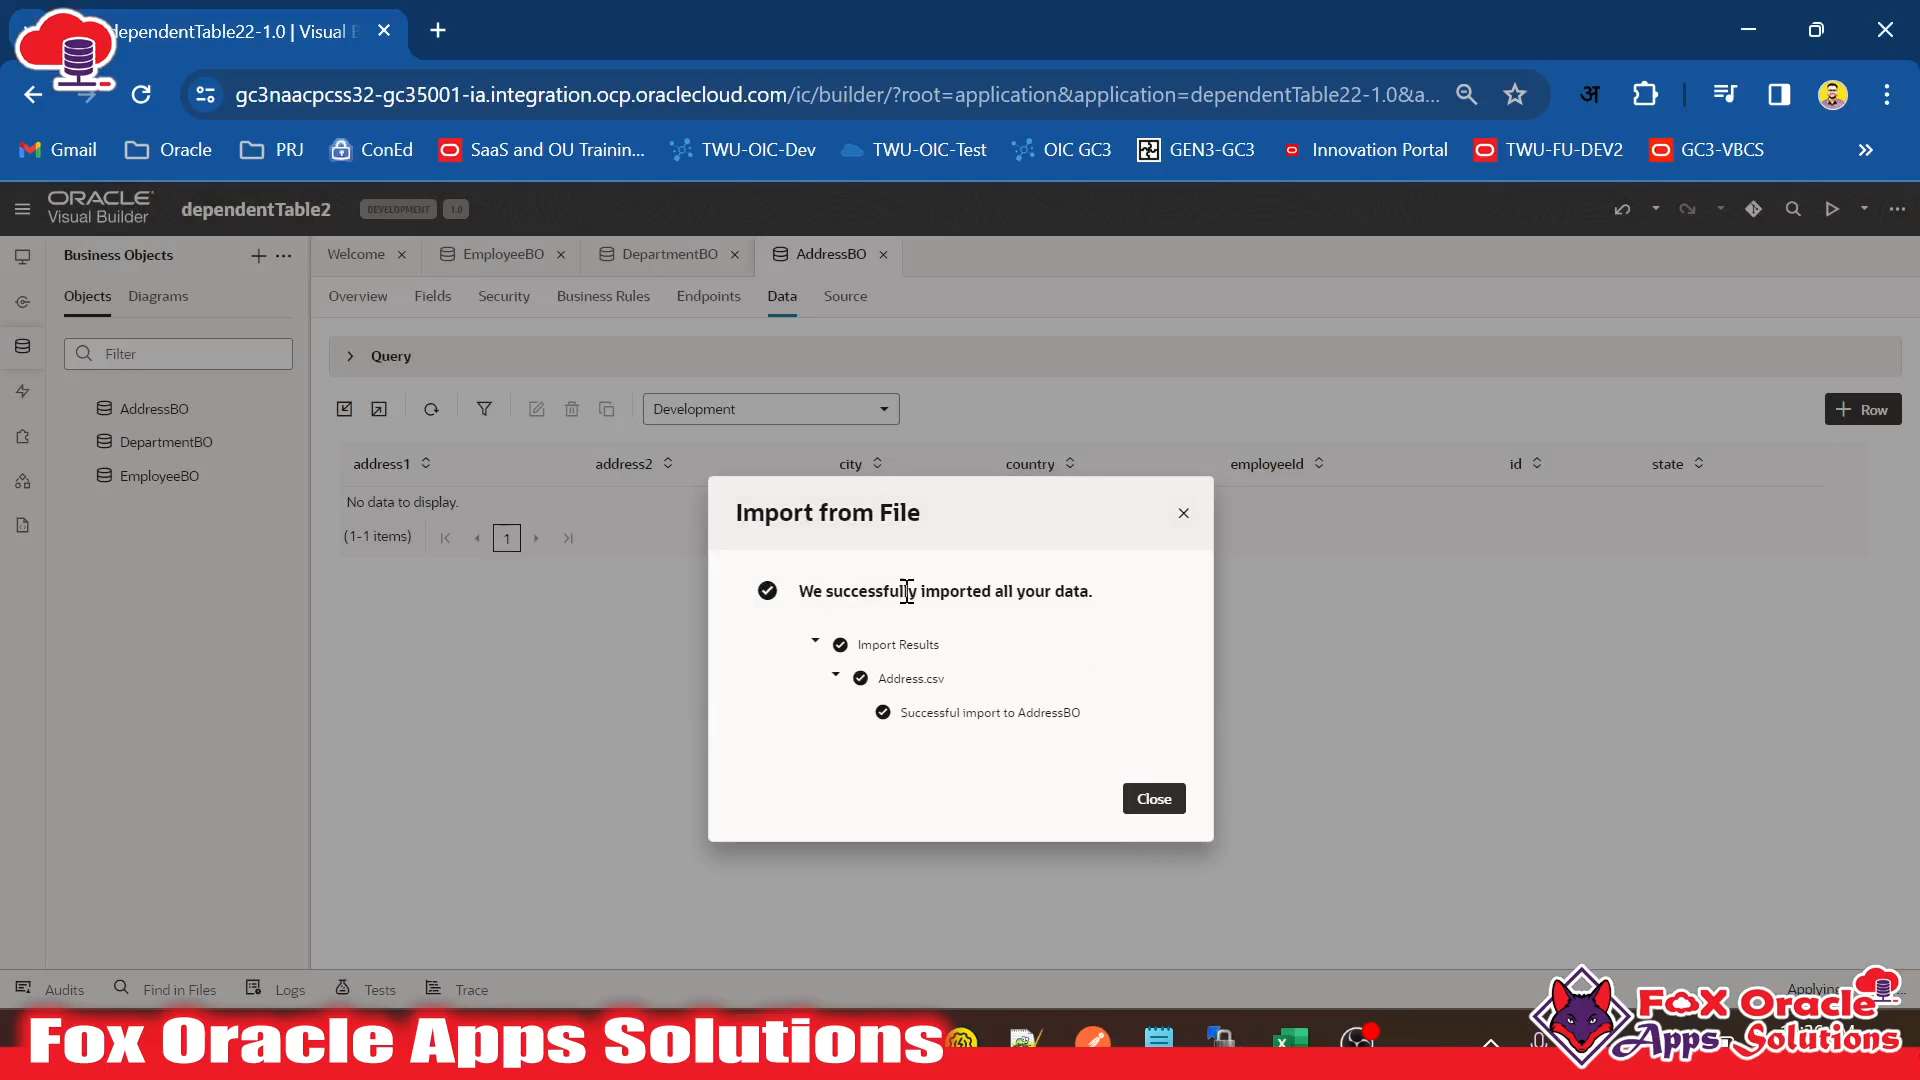 dependentTable22-1.0 | Visual B
gc3naacpcss32-gc35001-ia.integration.ocp.oraclecloud.com/ic/builder/?root=application&application=dependentTable22-1.0&a...
अ
Gmail Oracle PRJ ConEd SaaS and OU Trainin... TWU-OIC-Dev TWU-OIC-Test OIC GC3 GEN3-GC3 Innovation Portal TWU-FU-DEV2 GC3-VBCS
ORACLE
Visual Builder
dependentTable2 DEVELOPMENT 1.0
Business Objects
Welcome EmployeeBO DepartmentBO AddressBO
Objects Diagrams
Overview Fields Security Business Rules Endpoints Data Source
Filter
Query
AddressBO
DepartmentBO
EmployeeBO
Development
Row
address1 address2 city country employeeId id state
No data to display.
(1-1 items) 1
Import from File
We successfully imported all your data.
Import Results
Address.csv
Successful import to AddressBO
Close
Audits Find in Files Logs Tests Trace
Fox Oracle Apps Solutions
Fox Oracle
Apps Solutions